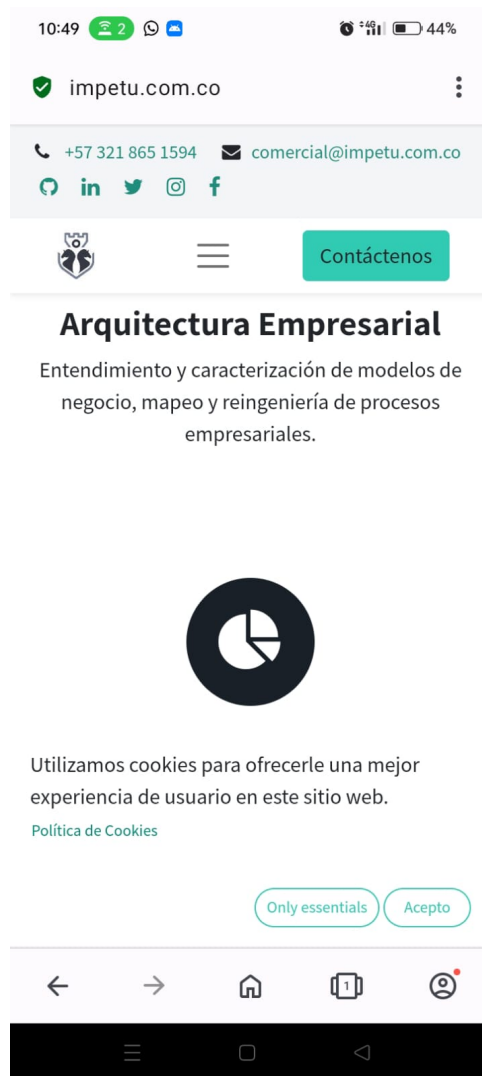 10:49 2 4G 44%
impetu.com.co
+57 321 865 1594 comercial@impetu.com.co
Contáctenos
Arquitectura Empresarial
Entendimiento y caracterización de modelos de
negocio, mapeo y reingeniería de procesos
empresariales.
Utilizamos cookies para ofrecerle una mejor
experiencia de usuario en este sitio web.
Política de Cookies
Only essentials Acepto
1